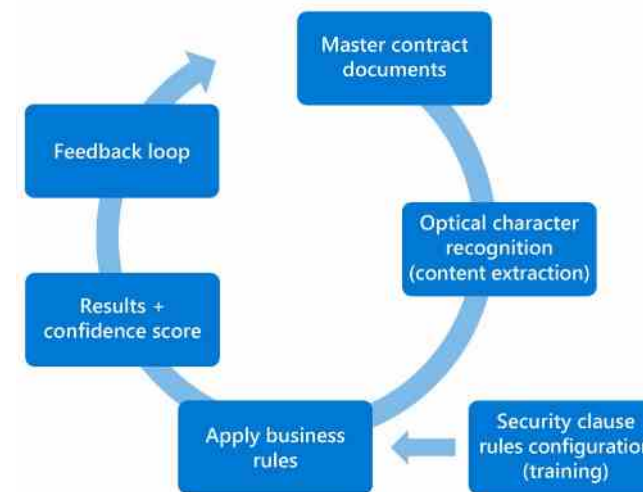 Master contract
documents
Optical character
recognition
(content extraction)
Security clause
rules configuration
(training)
Apply business
rules
Results +
confidence score
Feedback loop